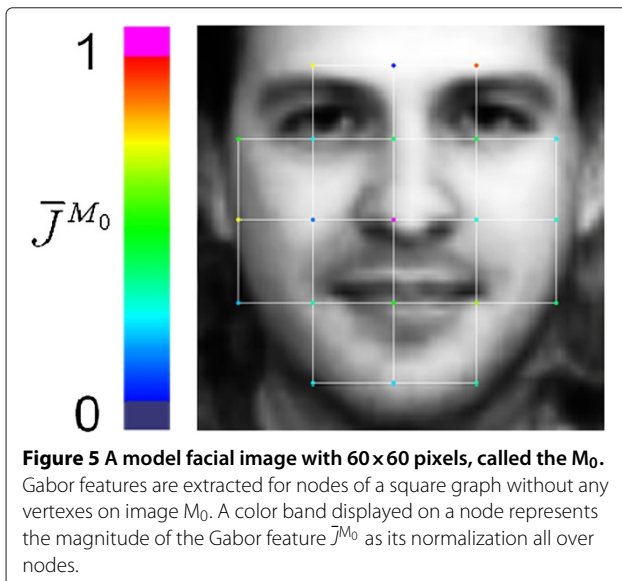 1
J̅ᴹ⁰
0
Figure 5 A model facial image with 60×60 pixels, called the M₀.
Gabor features are extracted for nodes of a square graph without any
vertexes on image M₀. A color band displayed on a node represents
the magnitude of the Gabor feature J̅ᴹ⁰ as its normalization all over
nodes.